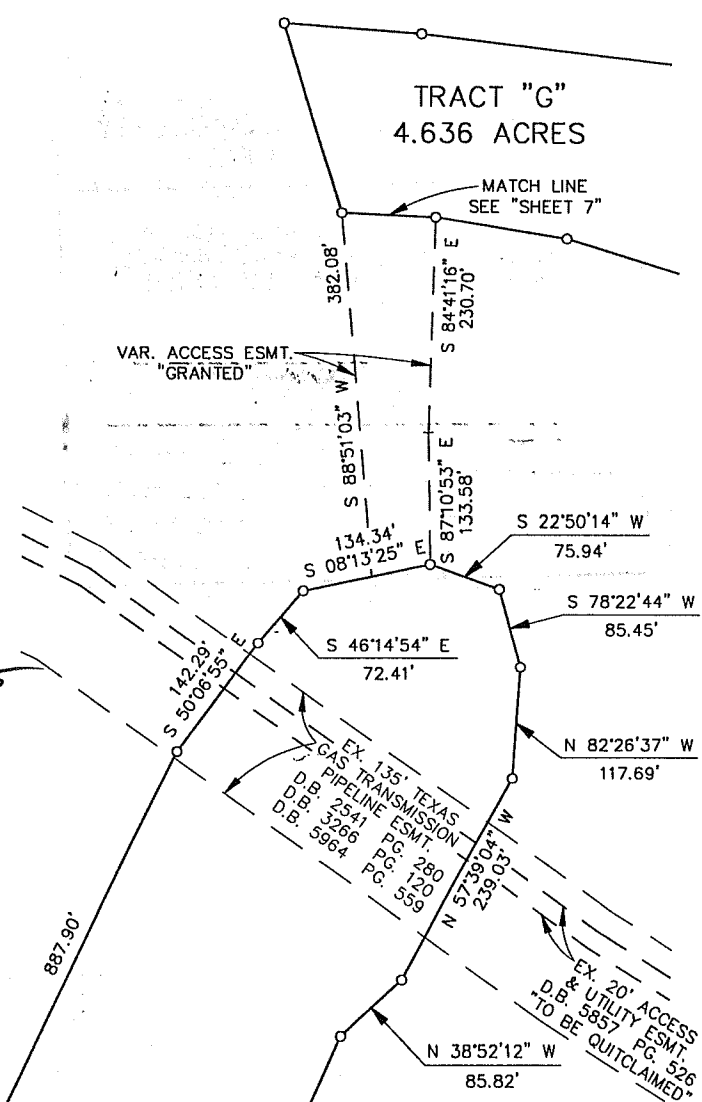 TRACT "G"
4.636 ACRES
MATCH LINE
SEE "SHEET 7"
382.08'
S 88°51'03" W
S 84°41'16" E
230.70'
VAR. ACCESS ESMT.
"GRANTED"
S 87°10'53" E
133.58'
134.34'
S 08°13'25" E
S 22°50'14" W
75.94'
S 78°22'44" W
85.45'
S 46°14'54" E
72.41'
142.29'
S 50°06'55" E
N 82°26'37" W
117.69'
EX. 135' TEXAS
GAS TRANSMISSION
PIPELINE ESMT.
D.B. 2541 PG. 280
D.B. 3266 PG. 120
D.B. 5964 PG. 559
N 57°39'04" W
239.03'
887.90'
EX. 20' ACCESS
& UTILITY ESMT.
D.B. 5857 PG. 526
"TO BE QUITCLAIMED"
N 38°52'12" W
85.82'